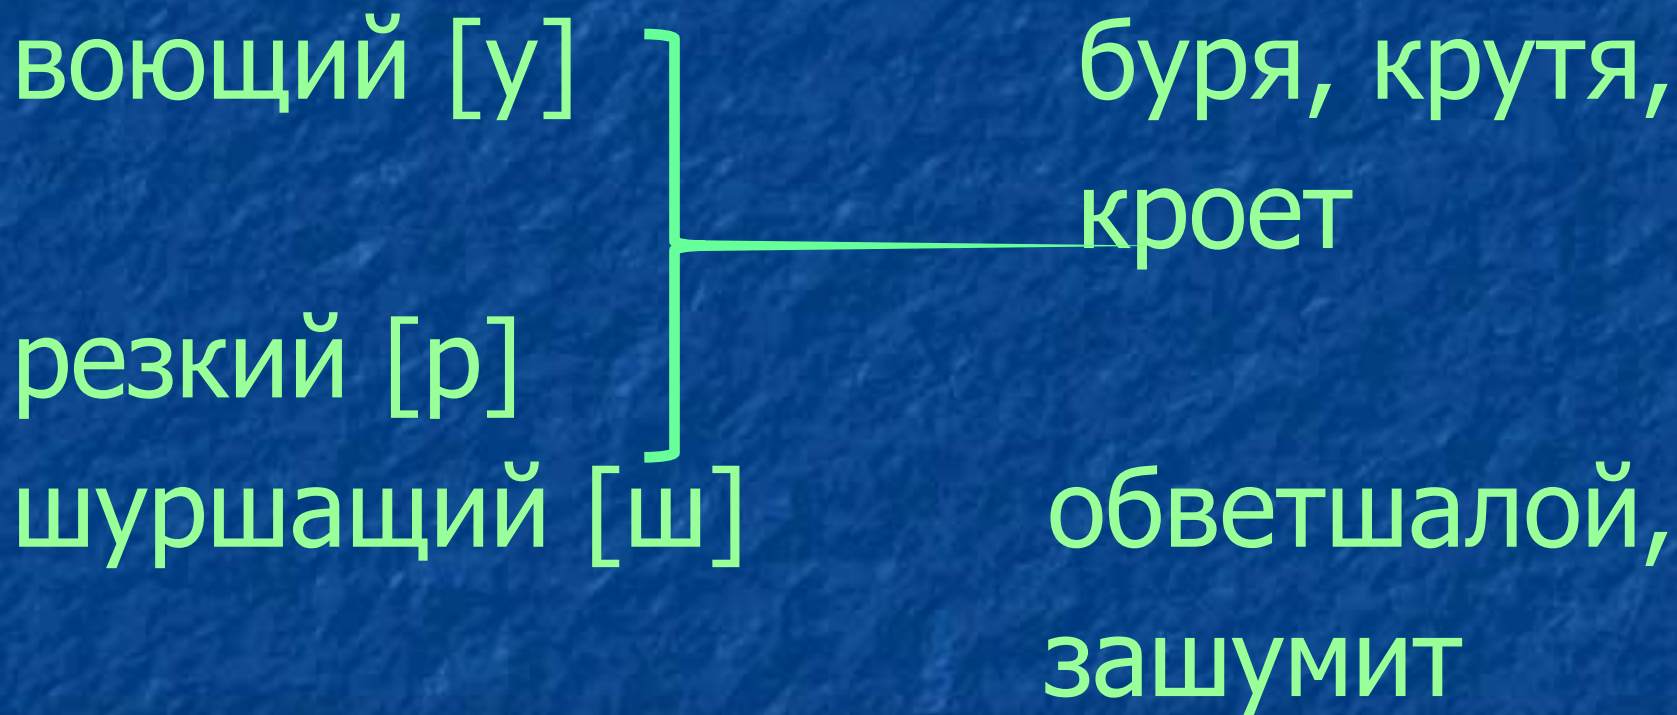 воющий [у] буря, крутя,
кроет
резкий [р]
шуршащий [ш] обветшалой,
зашумит